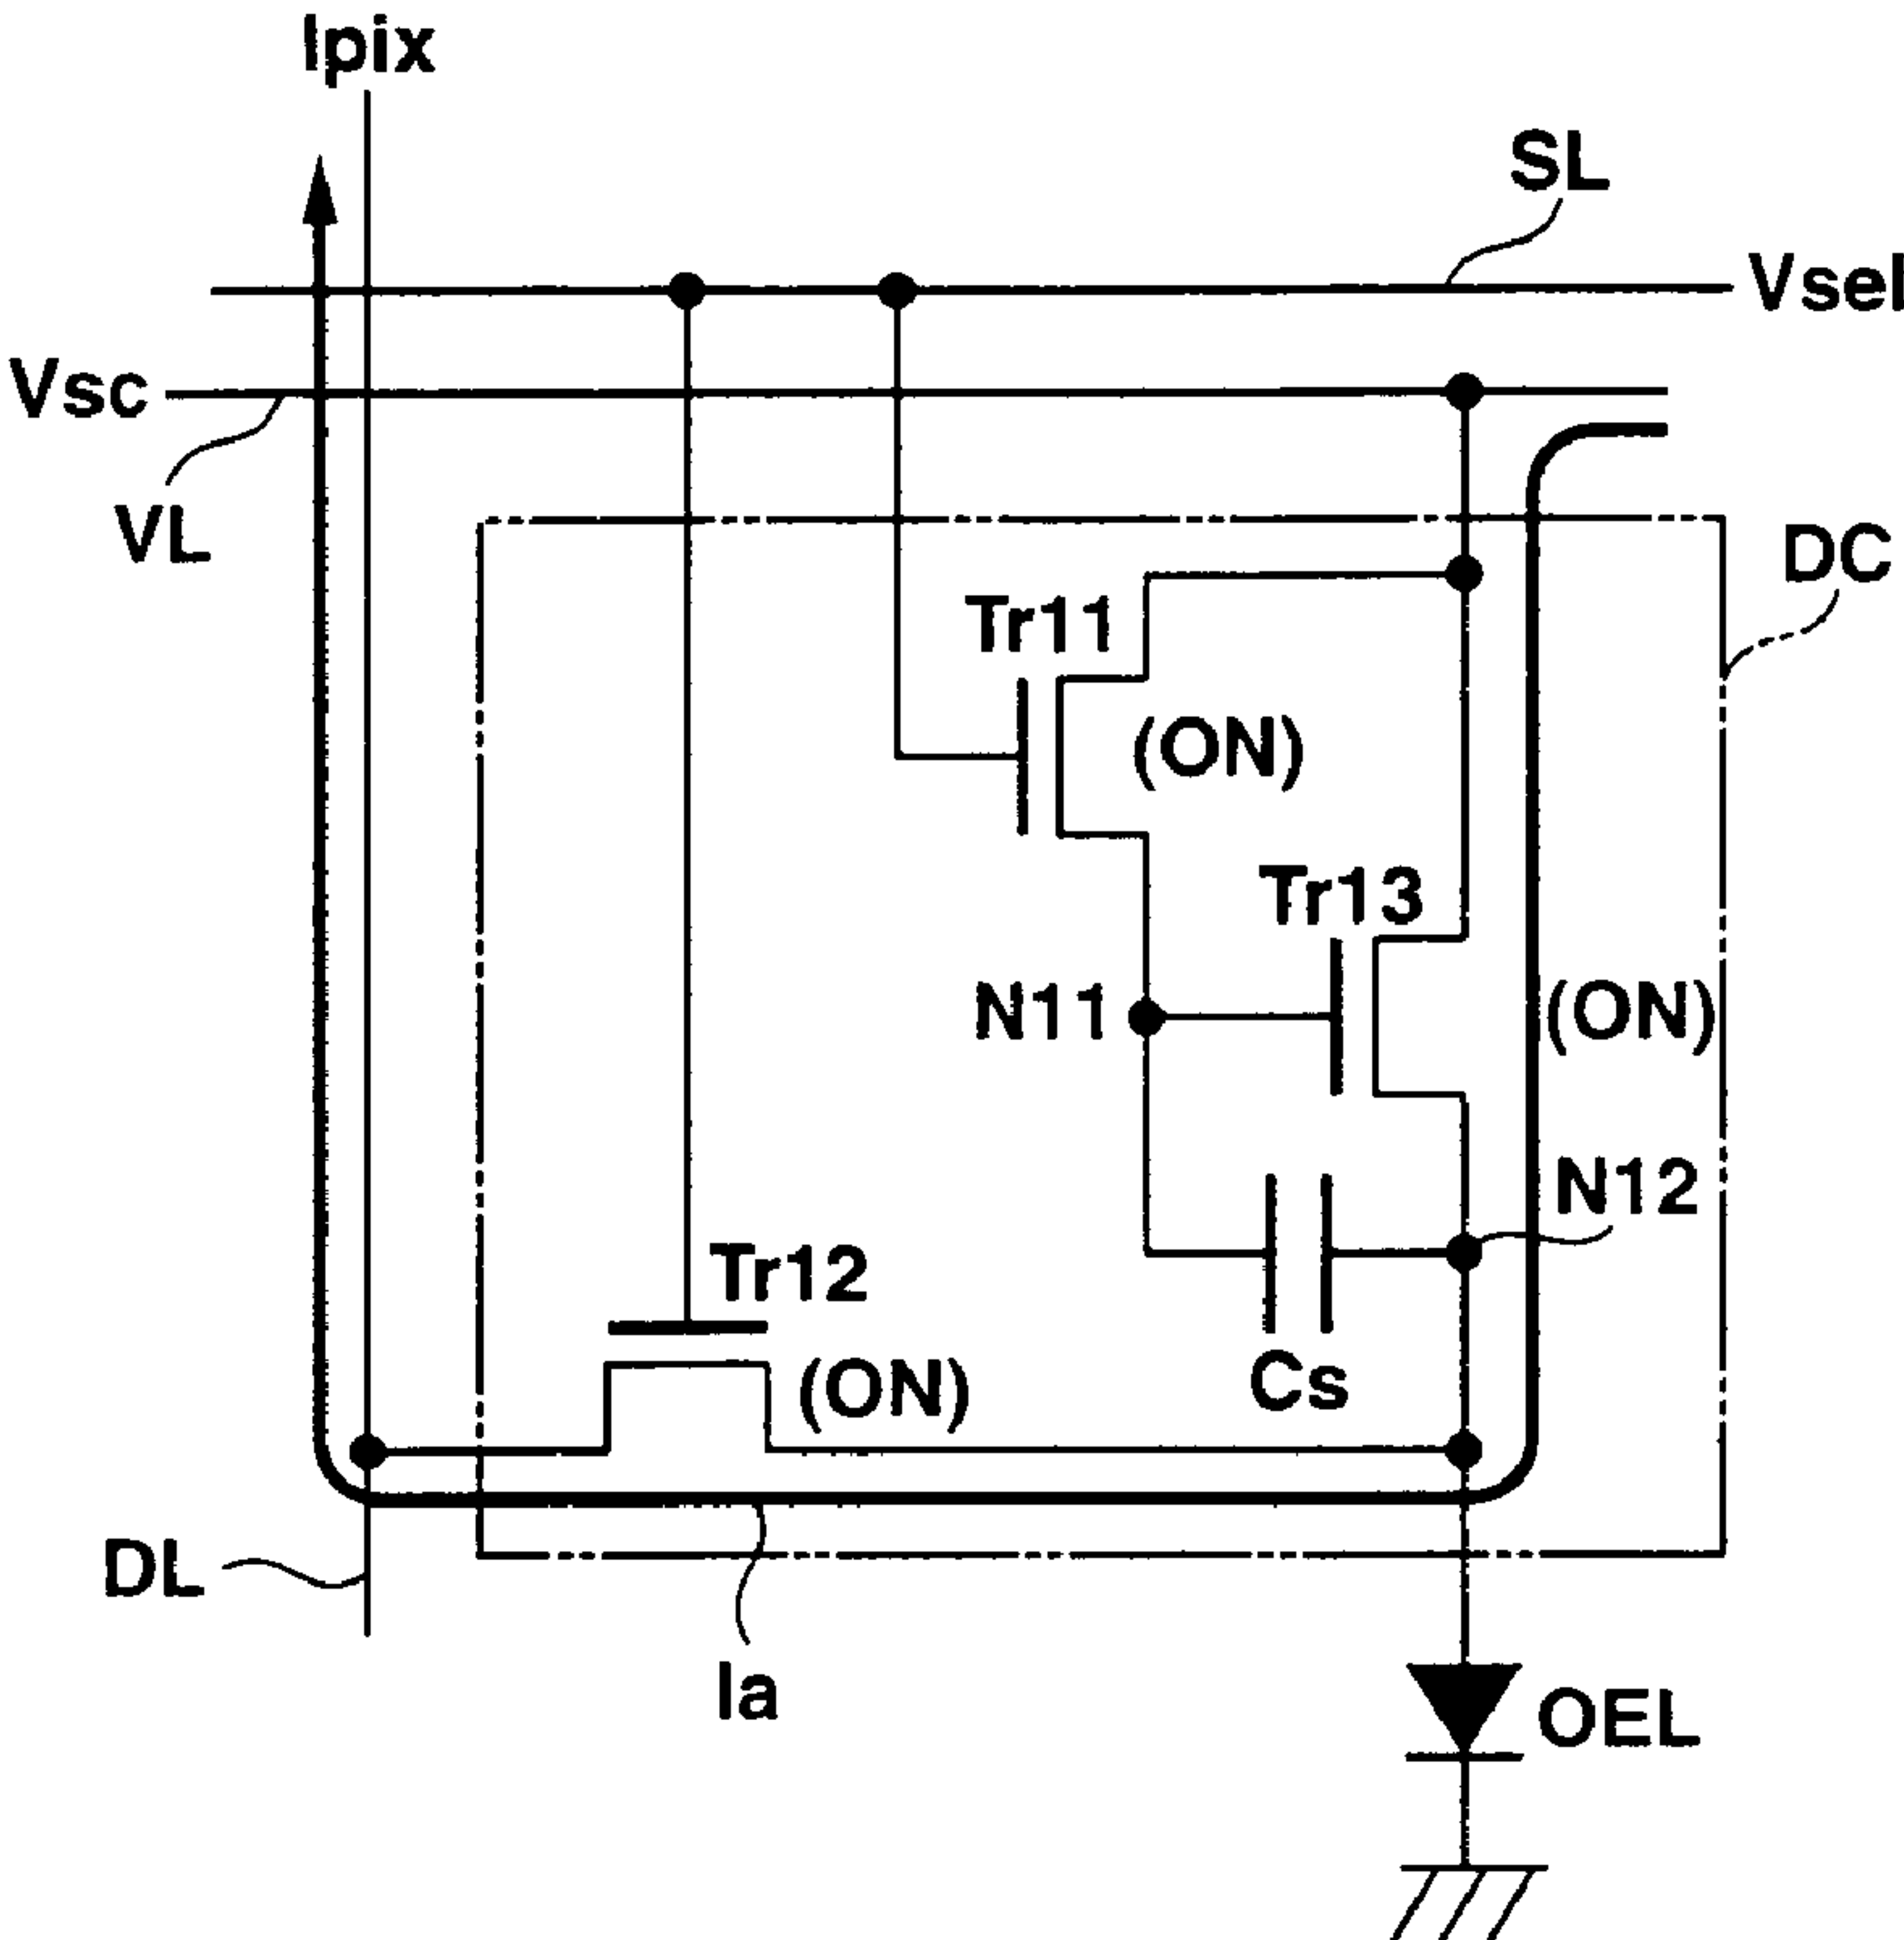 Ipix
SL
Vsel
Vsc
VL
DC
Tr11
(ON)
Tr13
N11
(ON)
N12
Tr12
(ON)
Cs
DL
Ia
OEL